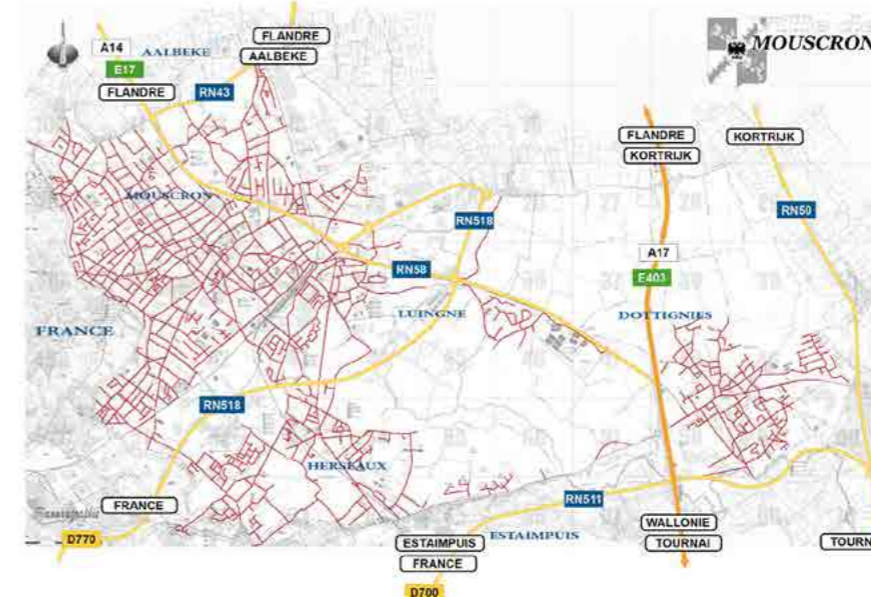 FLANDRE
AALBEKE
A14
AALBEKE
E17
FLANDRE
RN43
MOUSCRON
FLANDRE
KORTRIJK
KORTRIJK
MOUSCRON
RN518
RN50
A17
E403
RN58
LUINGNE
DOTTIGNIES
FRANCE
RN518
HERSEAUX
FRANCE
RN511
D770
ESTAIMPUIS
FRANCE
ESTAIMPUIS
WALLONIE
TOURNAI
TOURN
D700